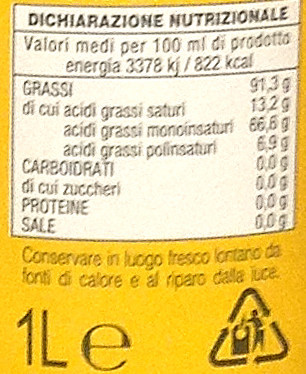 DICHIARAZIONE NUTRIZIONALE
Valori medi per 100 ml di prodotto
energia 3378 kj / 822 kcal
GRASSI 91,3 g
di cui acidi grassi saturi 13,2 g
acidi grassi monoinsaturi 66,6 g
acidi grassi polinsaturi 6,9 g
CARBOIDRATI 0,0 g
di cui zuccheri 0,0 g
PROTEINE 0,0 g
SALE 0,0 g
Conservare in luogo fresco lontano da
fonti di calore e al riparo dalla luce.
1L e